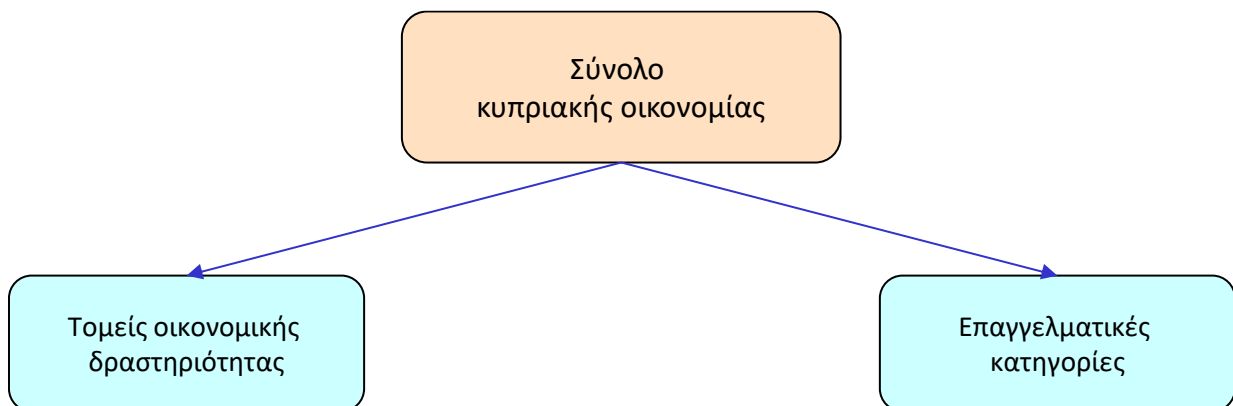 Σύνολο
κυπριακής οικονομίας
Τομείς οικονομικής
δραστηριότητας
Επαγγελματικές
κατηγορίες